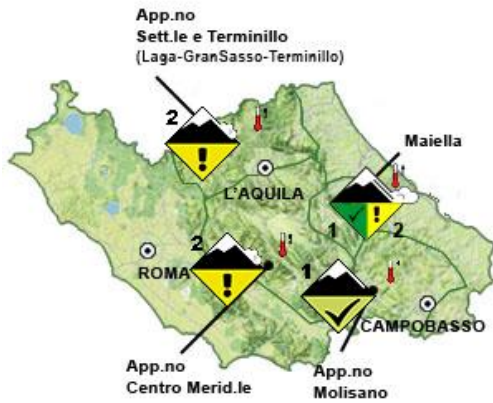 App.no
Sett.le e Terminillo
(Laga-GranSasso-Terminillo)
2
Maiella
L'AQUILA
1
2
2
ROMA
1
CAMPOBASSO
App.no
Centro Merid.le
App.no
Molisano